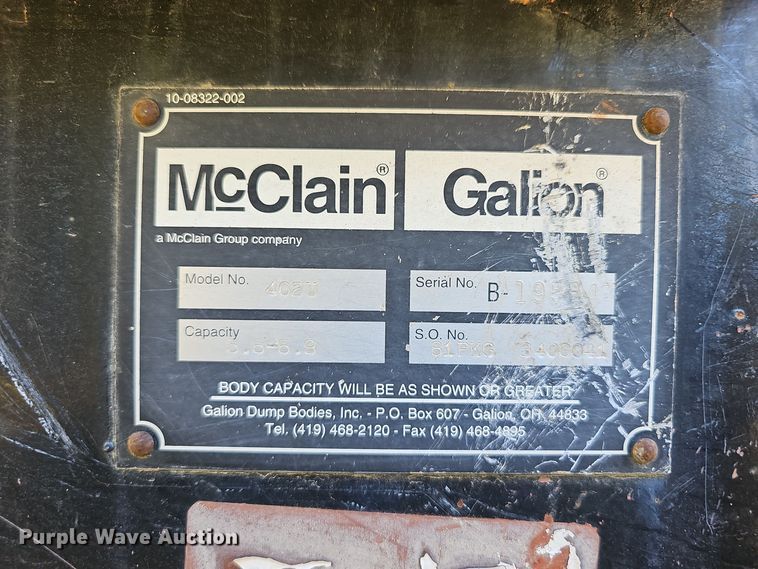 10-08322-002
McClain® Galion®
a McClain Group company
Model No. 402U Serial No. B-
Capacity S.O. No.
BODY CAPACITY WILL BE AS SHOWN OR GREATER
Galion Dump Bodies, Inc. - P.O. Box 607 - Galion, OH. 44833
Tel. (419) 468-2120 - Fax (419) 468-4895
Purple Wave Auction